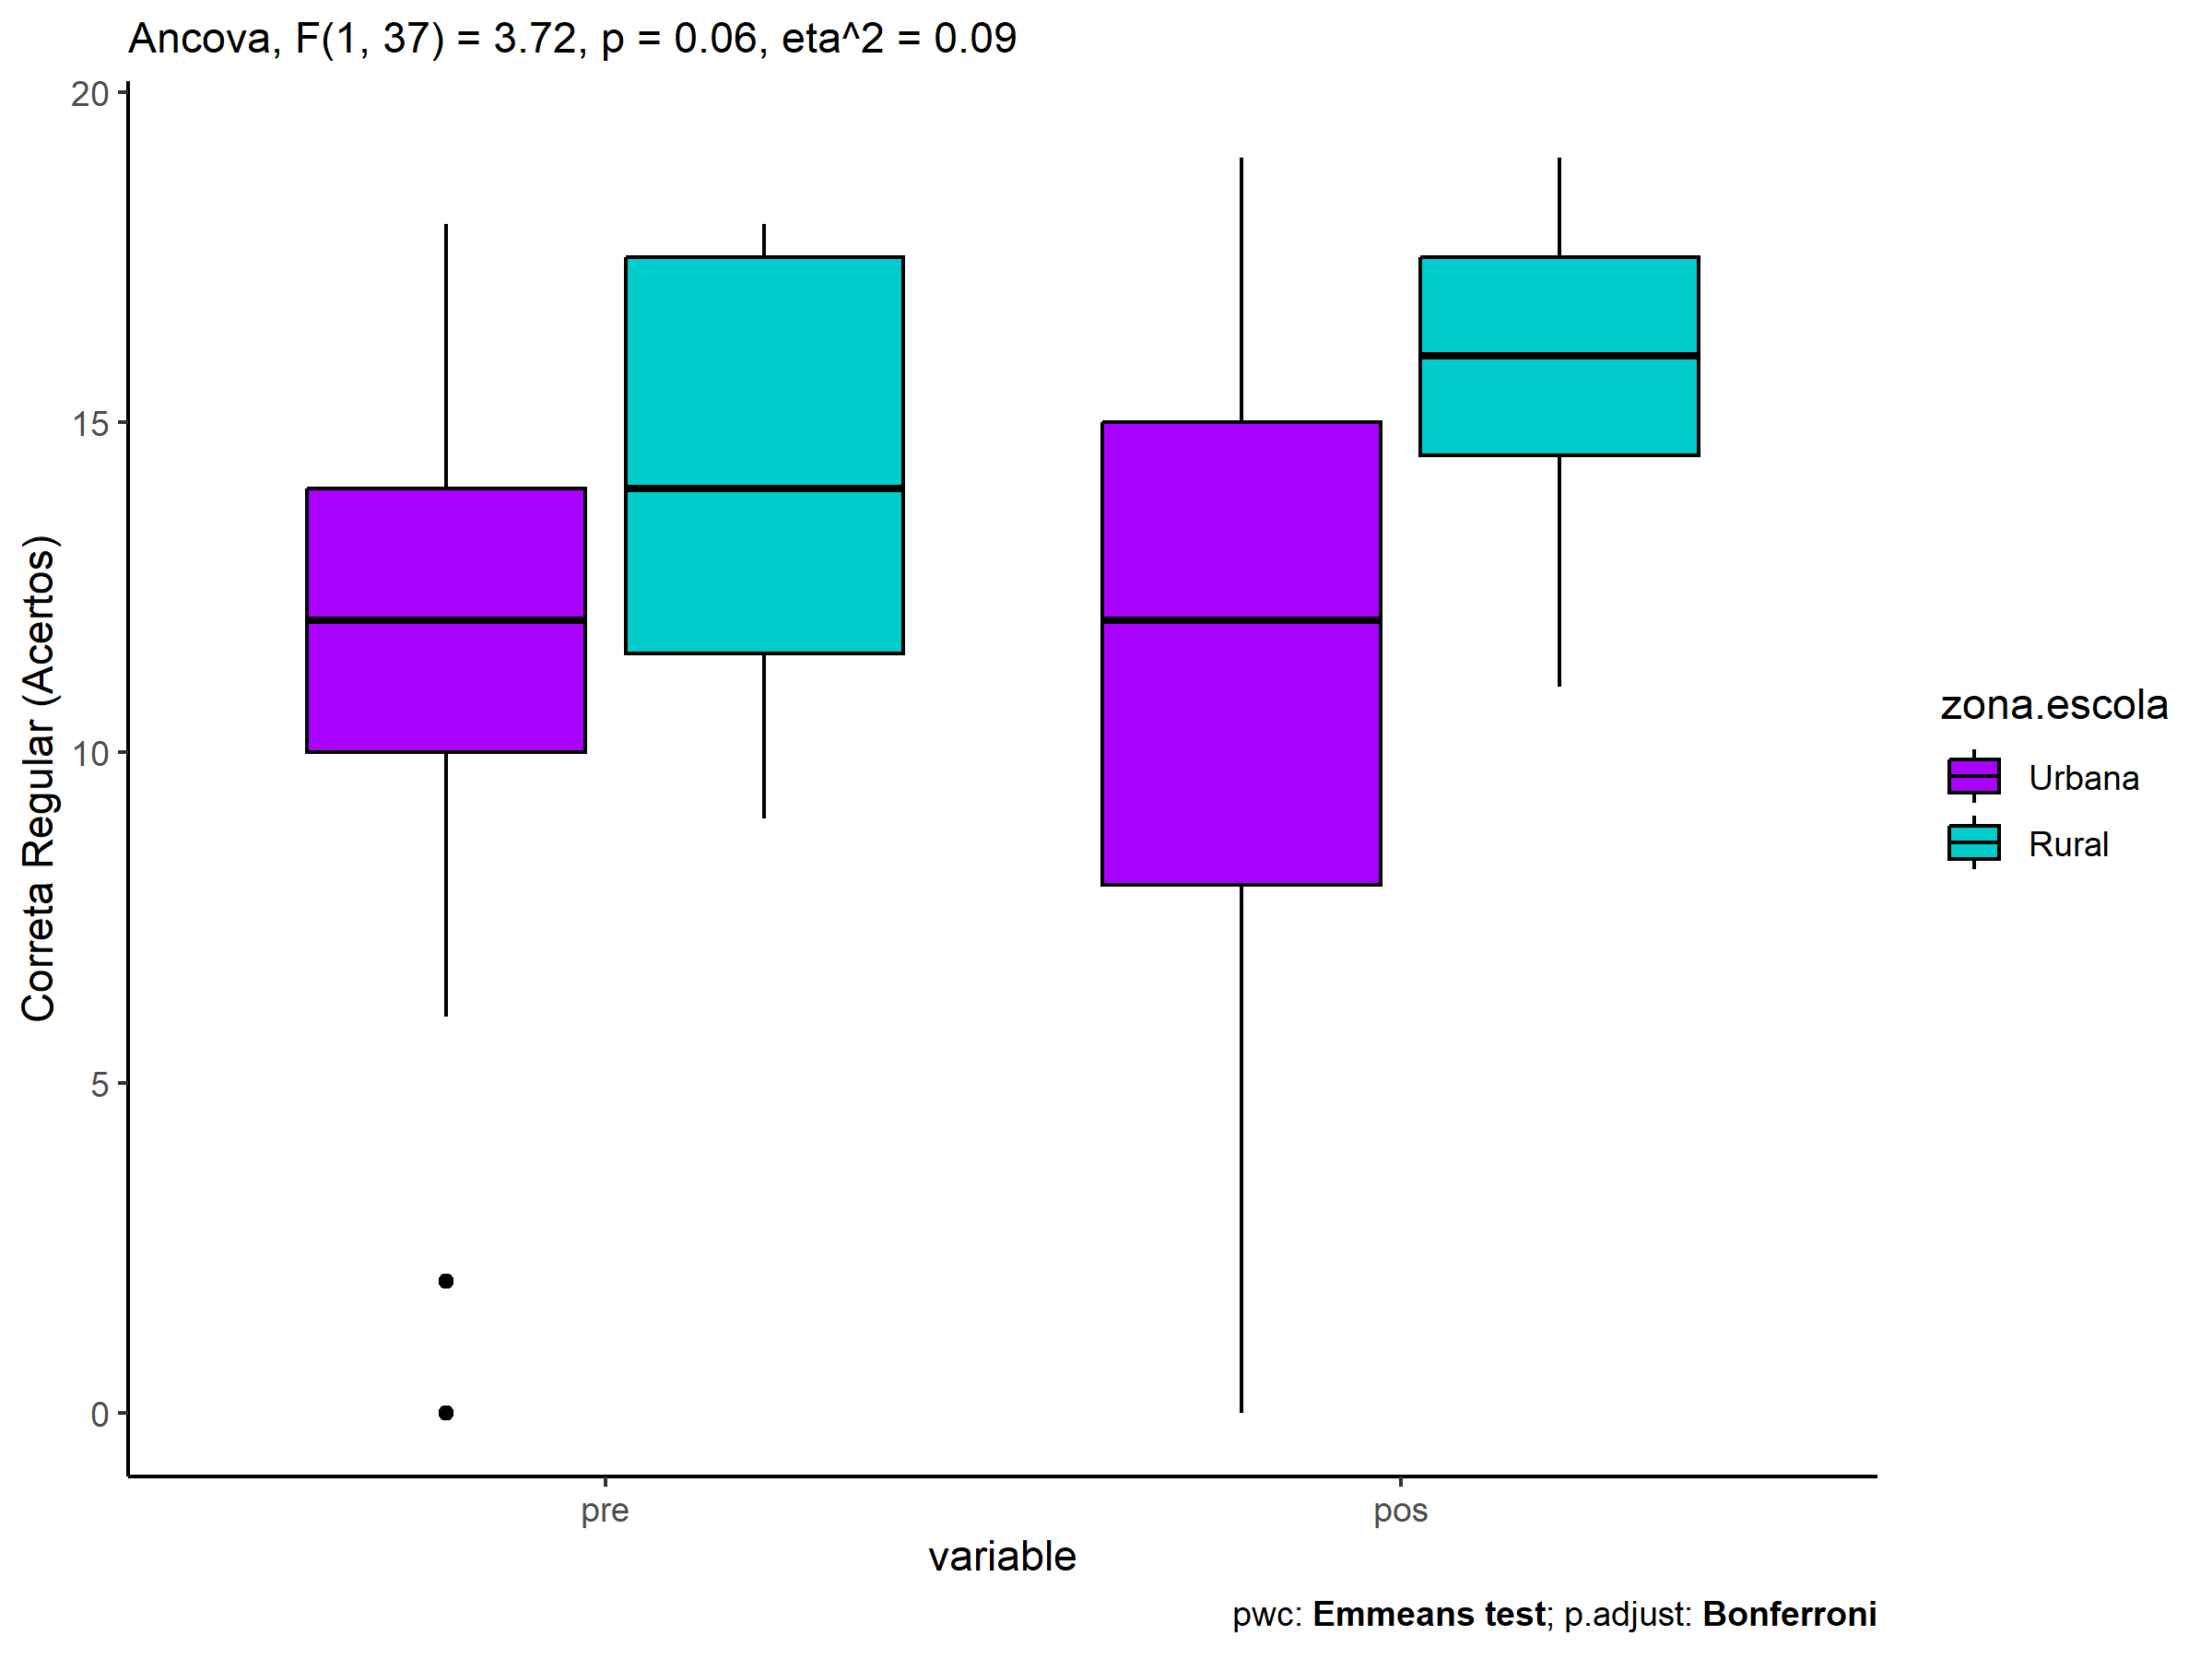 Ancova, F(1, 37) = 3.72, p = 0.06, eta^2 = 0.09
Correta Regular (Acertos)
20
15
10
5
0
pre
pos
variable
zona.escola
Urbana
Rural
pwc: Emmeans test; p.adjust: Bonferroni